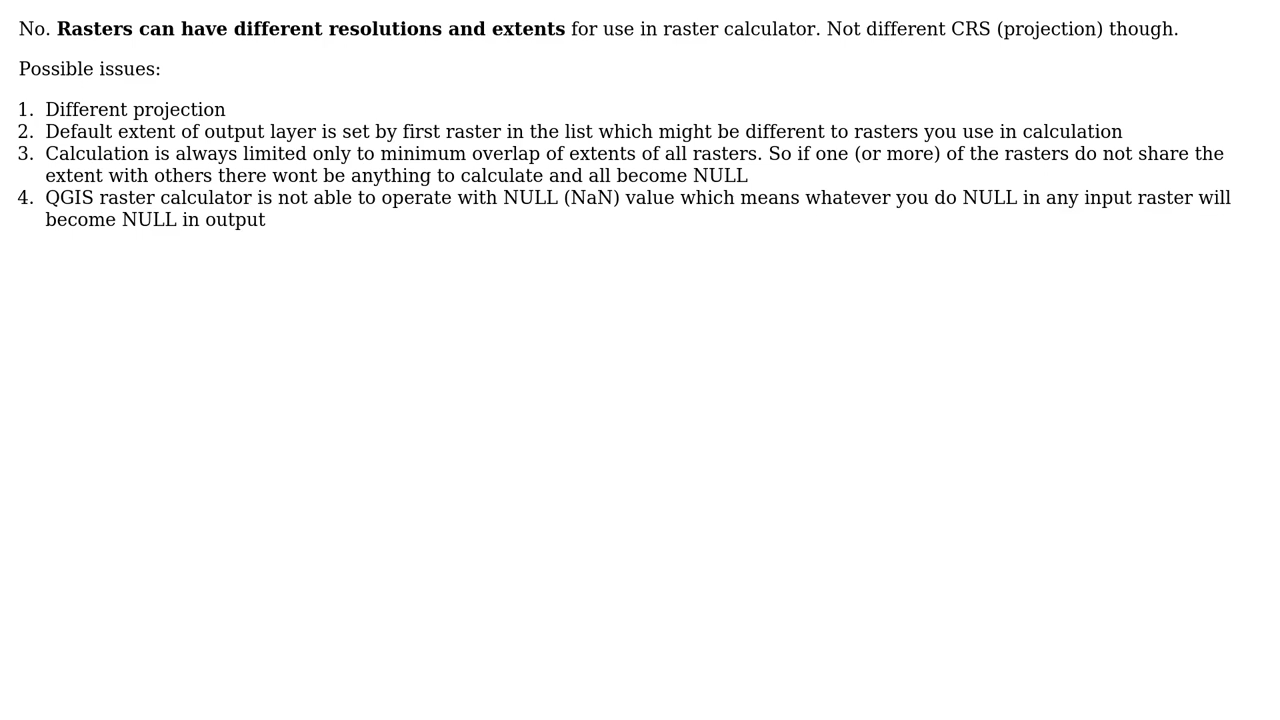 No. Rasters can have different resolutions and extents for use in raster calculator. Not different CRS (projection) though.
Possible issues:
1. Different projection
2. Default extent of output layer is set by first raster in the list which might be different to rasters you use in calculation
3. Calculation is always limited only to minimum overlap of extents of all rasters. So if one (or more) of the rasters do not share the
extent with others there wont be anything to calculate and all become NULL
4. QGIS raster calculator is not able to operate with NULL (NaN) value which means whatever you do NULL in any input raster will
become NULL in output